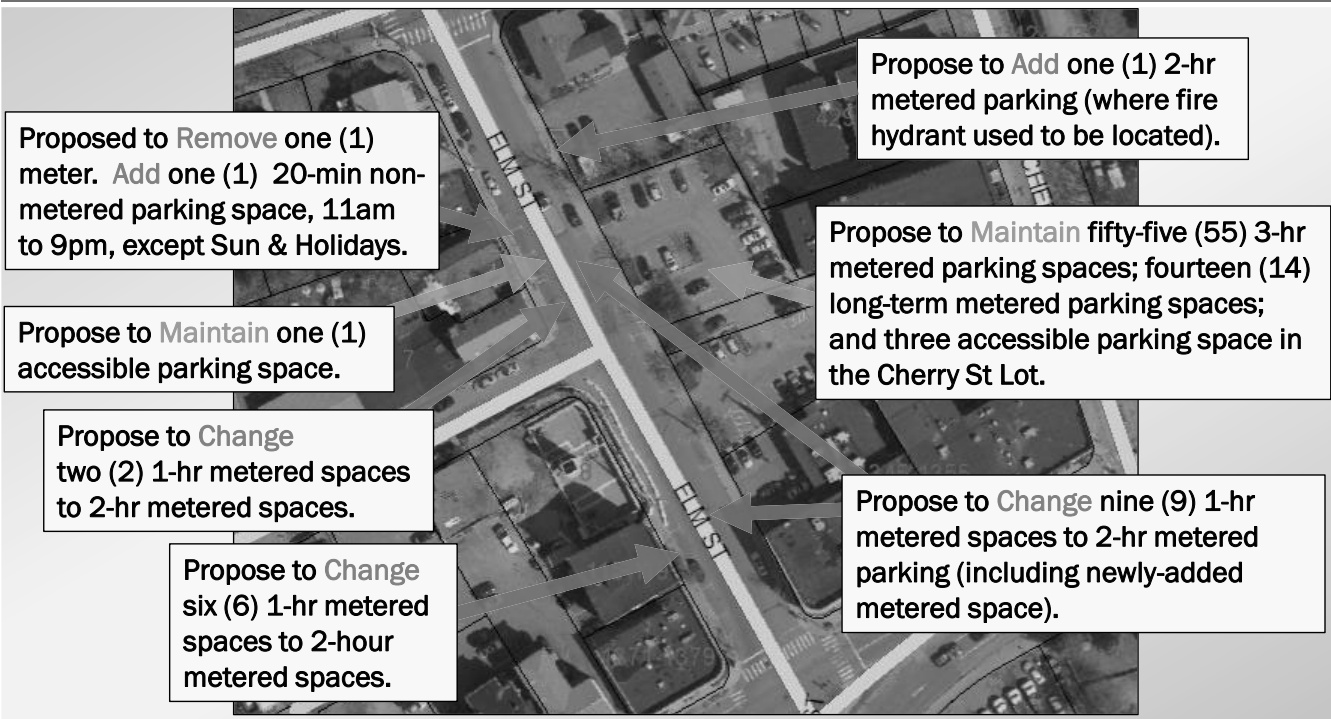 Propose to Add one (1) 2-hr
metered parking (where fire
hydrant used to be located).
Proposed to Remove one (1)
meter. Add one (1) 20-min non-
metered parking space, 11am
to 9pm, except Sun & Holidays.
ELM ST
Propose to Maintain fifty-five (55) 3-hr
metered parking spaces; fourteen (14)
long-term metered parking spaces;
and three accessible parking space in
the Cherry St Lot.
Propose to Maintain one (1)
accessible parking space.
Propose to Change
two (2) 1-hr metered spaces
to 2-hr metered spaces.
Propose to Change nine (9) 1-hr
metered spaces to 2-hr metered
parking (including newly-added
metered space).
ELM ST
Propose to Change
six (6) 1-hr metered
spaces to 2-hour
metered spaces.